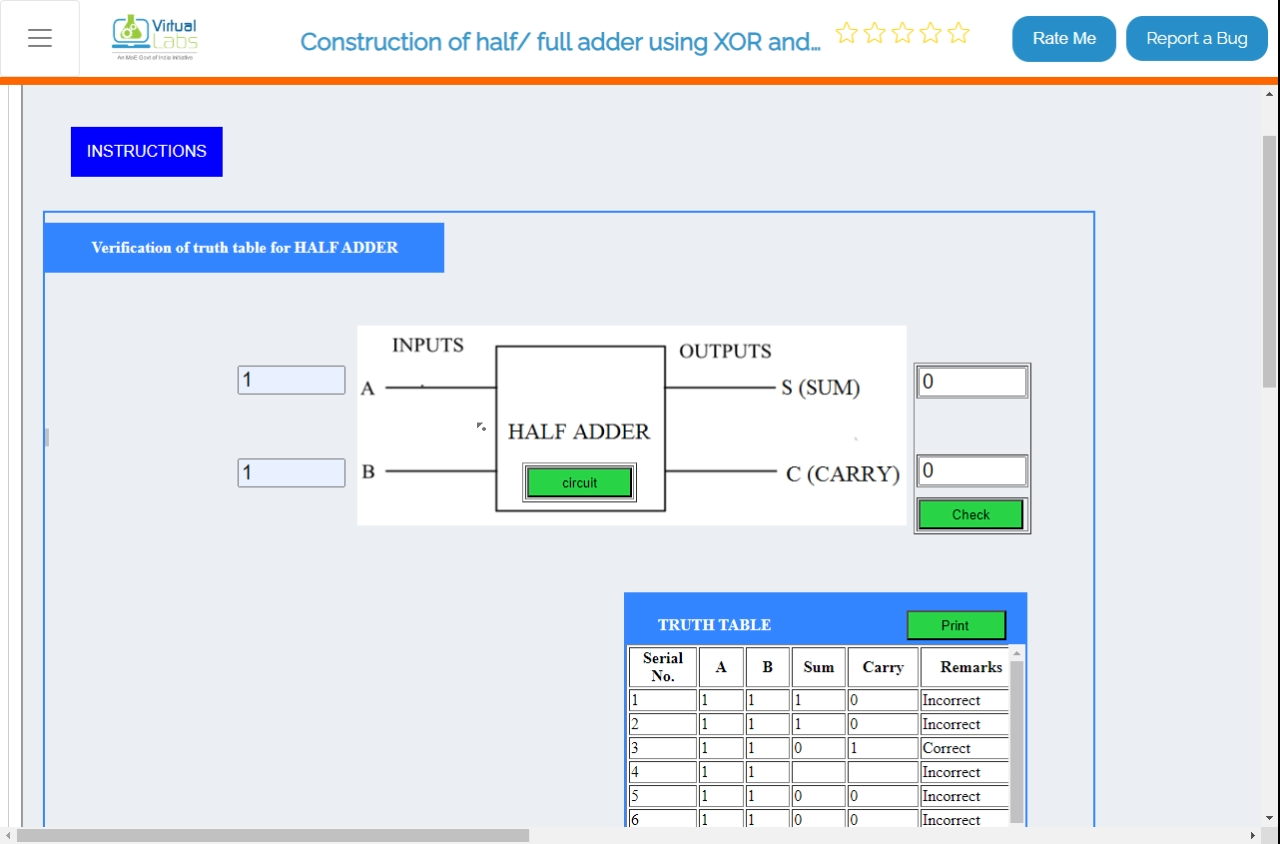 Virtual
Labs
An MoE Govt of India Initiative
Construction of half/ full adder using XOR and...
Rate Me
Report a Bug
INSTRUCTIONS
Verification of truth table for HALF ADDER
INPUTS
OUTPUTS
1
A
S (SUM)
0
HALF ADDER
1
B
C (CARRY)
0
circuit
Check
TRUTH TABLE
Print
Serial No. A B Sum Carry Remarks
1 1 1 1 0 Incorrect
2 1 1 1 0 Incorrect
3 1 1 0 1 Correct
4 1 1 Incorrect
5 1 1 0 0 Incorrect
6 1 1 0 0 Incorrect